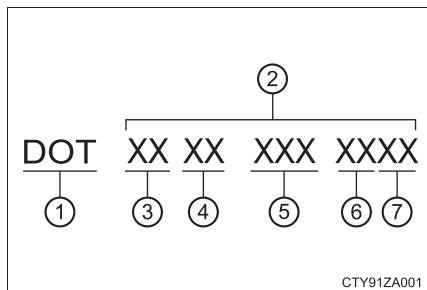 ②
DOT XX XX XXX XXXX
① ③ ④ ⑤ ⑥ ⑦
CTY91ZA001